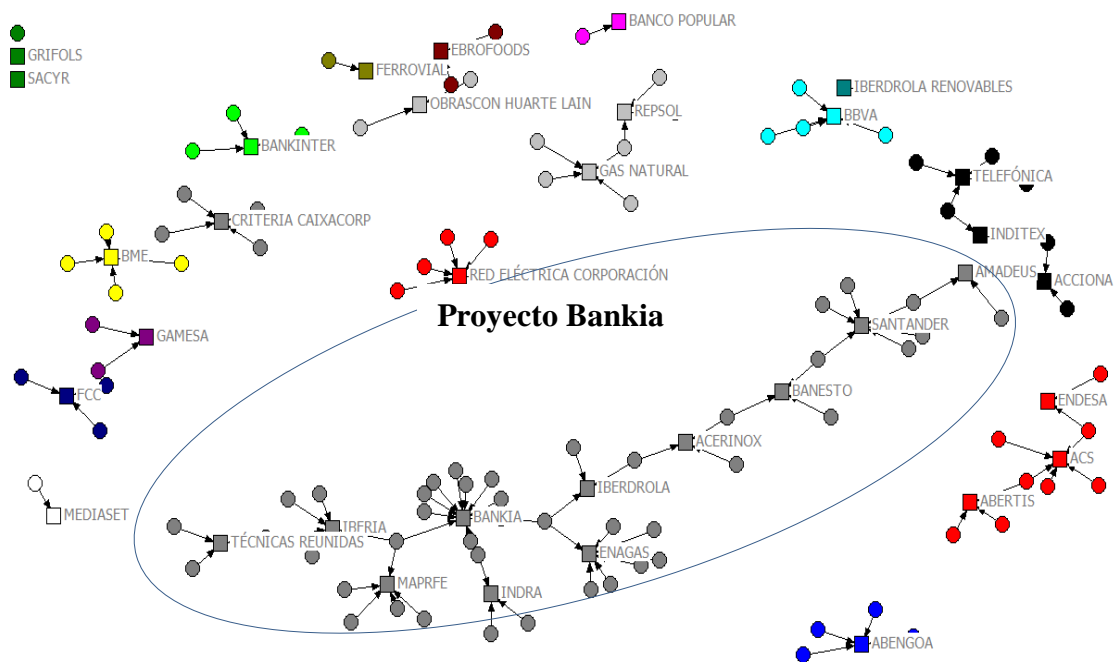 BANCO POPULAR
EBROFOODS
GRIFOLS
FERROVIAL
SACYR
IBERDROLA RENOVABLES
OBRASCON HUARTE LAIN
REPSOL
BBVA
BANKINTER
GAS NATURAL
TELEFÓNICA
CRITERIA CAIXACORP
INDITEX
BME
RED ELÉCTRICA CORPORACIÓN
AMADEUS
ACCIONA
Proyecto Bankia
SANTANDER
GAMESA
BANESTO
FCC
ENDESA
ACERINOX
ACS
IBERDROLA
ABERTIS
MEDIASET
BANKIA
IBERIA
TÉCNICAS REUNIDAS
ENAGAS
MAPRFE
INDRA
ABENGOA